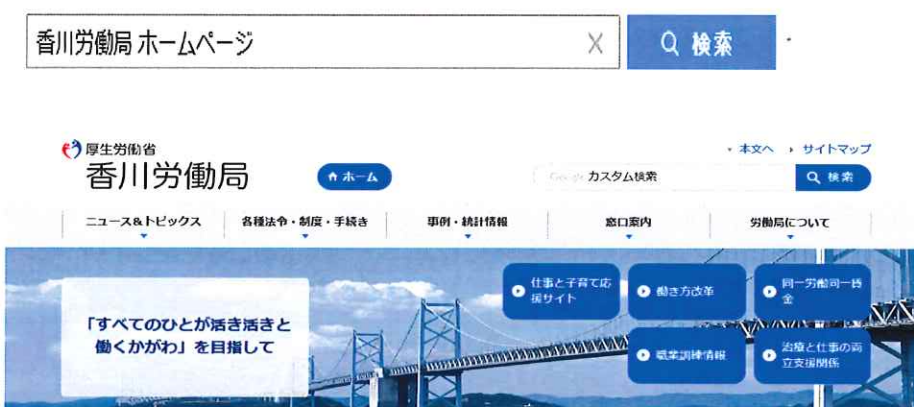 香川労働局 ホームページ
X
検索
本文へ
サイトマップ
厚生労働省
香川労働局
ホーム
Google カスタム検索
検索
ニュース&トピックス
各種法令・制度・手続き
事例・統計情報
窓口案内
労働局について
「すべてのひとが活き活きと
働くかがわ」を目指して
仕事と子育て応
援サイト
働き方改革
同一労働同一賃
金
職業訓練情報
治療と仕事の両
立支援関係